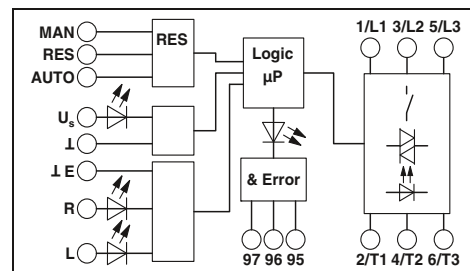 MAN
RES
AUTO
RES
Us
⊥
⊥ E
R
L
Logic
µP
& Error
97 96 95
1/L1 3/L2 5/L3
2/T1 4/T2 6/T3